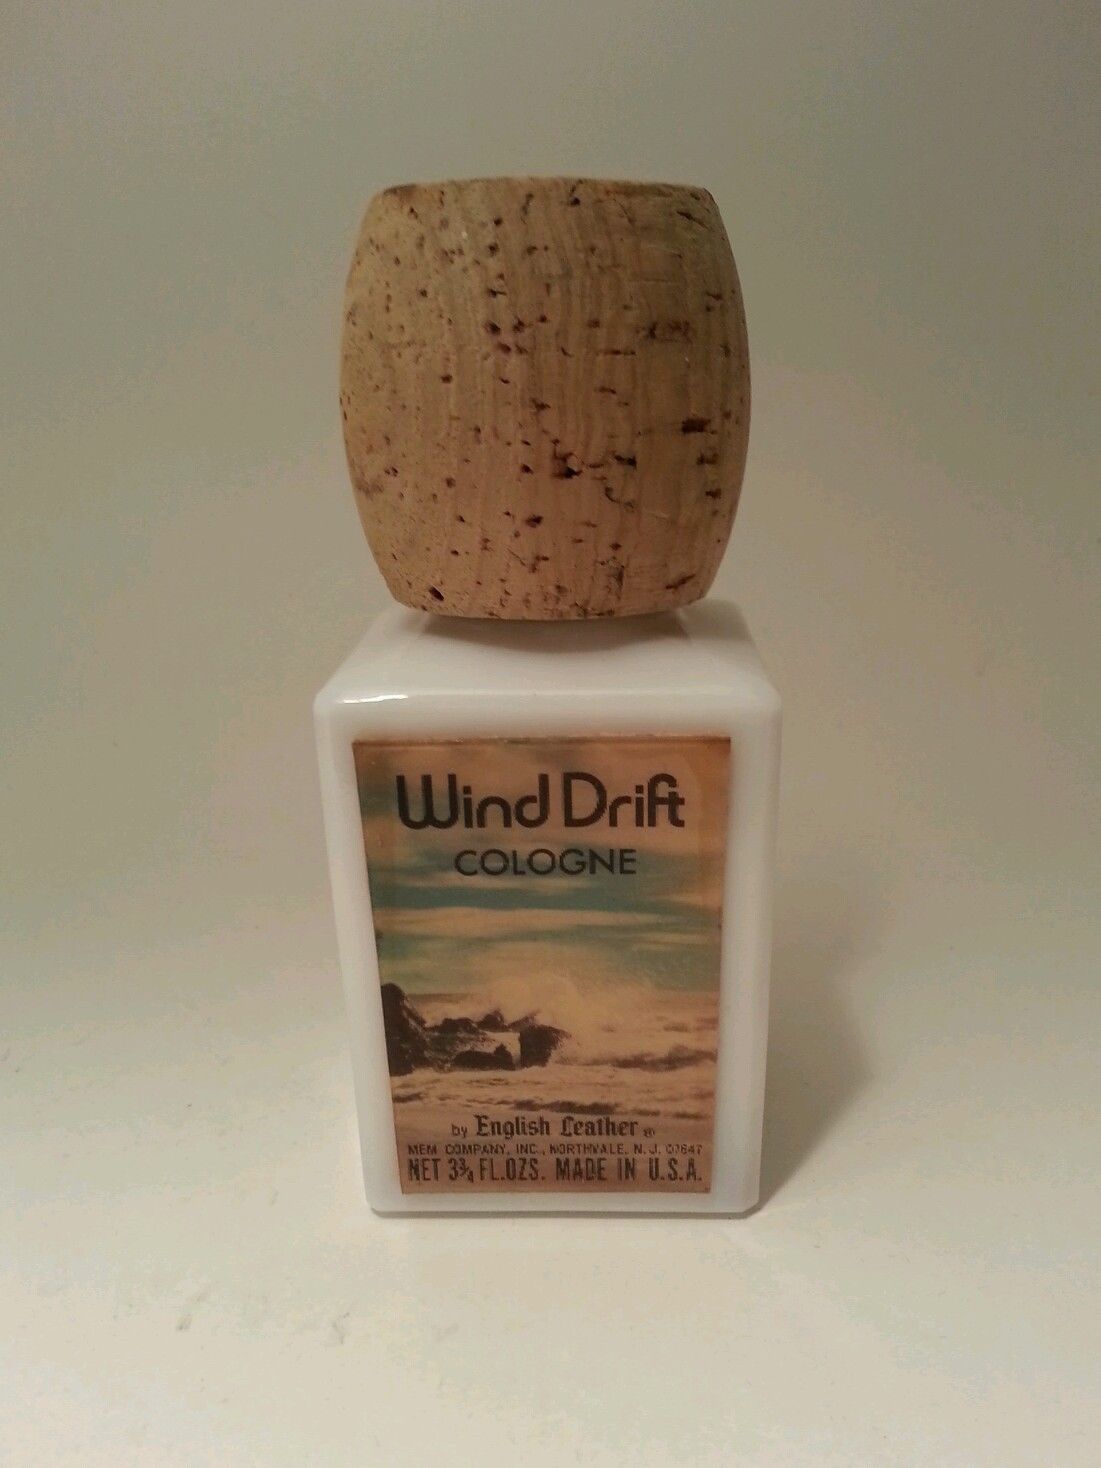 Wind Drift
COLOGNE
by English Leather ®
MEM COMPANY, INC., NORTHVALE, N. J. 07647
NET 3¾ FL.OZS. MADE IN U.S.A.